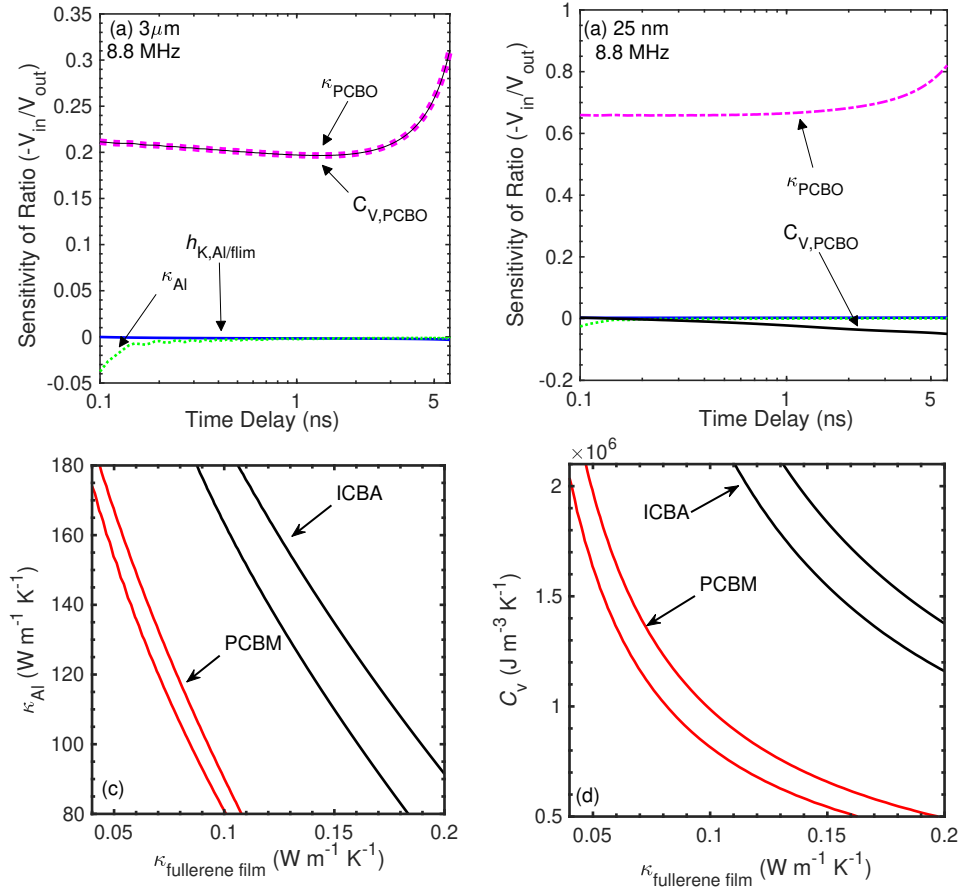 (a) 3μm
8.8 MHz
κPCBO
CV,PCBO
hK,Al/flim
κAl
0.35
0.3
0.25
0.2
0.15
0.1
0.05
0
-0.05
0.1
1
5
Sensitivity of Ratio (-Vin/Vout)
Time Delay (ns)
(a) 25 nm
8.8 MHz
κPCBO
CV,PCBO
1
0.8
0.6
0.4
0.2
0
-0.2
0.1
1
5
Sensitivity of Ratio (-Vin/Vout)
Time Delay (ns)
ICBA
PCBM
(c)
180
160
140
120
100
80
0.05
0.1
0.15
0.2
κAl (W m-1 K-1)
κfullerene film (W m-1 K-1)
× 106
ICBA
PCBM
(d)
2
1.5
1
0.5
0.05
0.1
0.15
0.2
Cv (J m-3 K-1)
κfullerene film (W m-1 K-1)